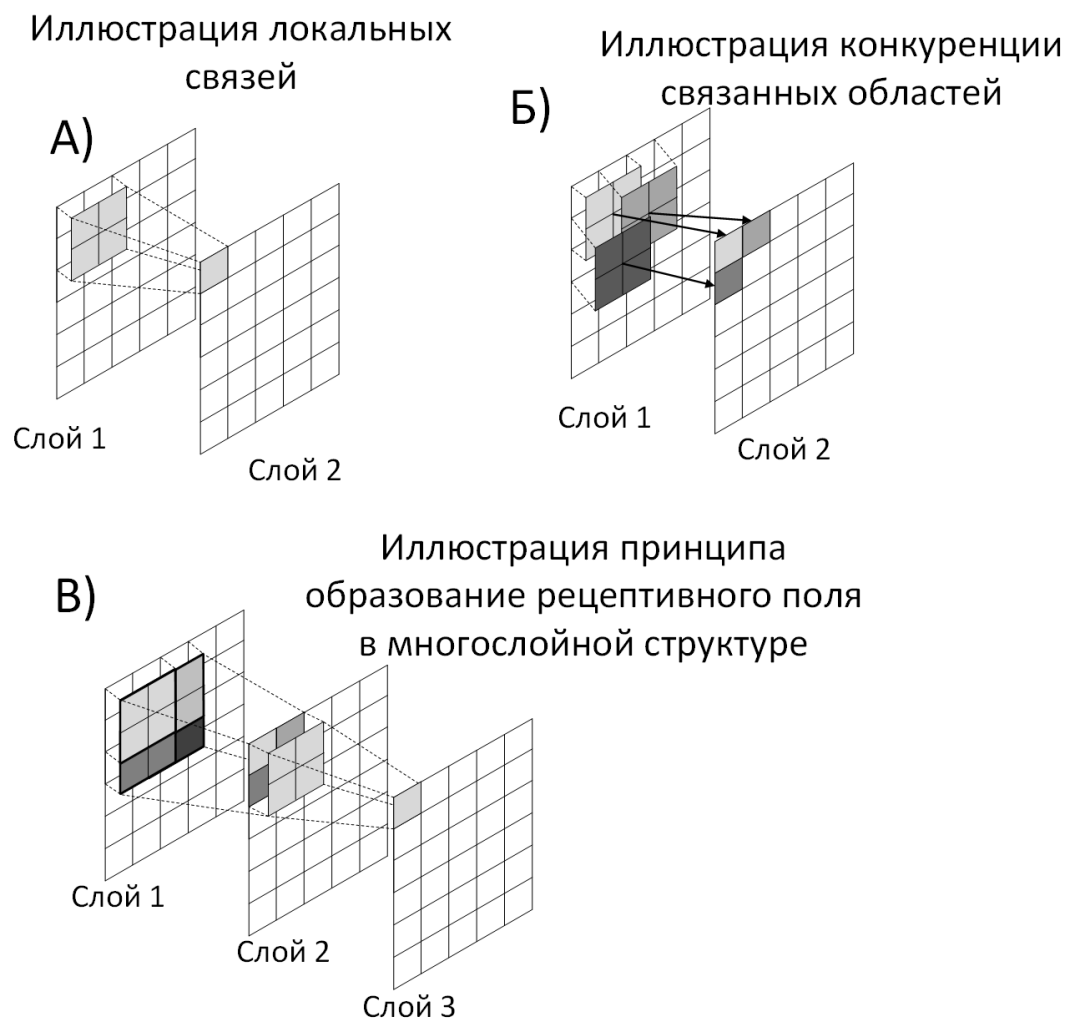 Иллюстрация локальных
связей
А)
Слой 1
Слой 2
Иллюстрация конкуренции
связанных областей
Б)
Слой 1
Слой 2
Иллюстрация принципа
образование рецептивного поля
в многослойной структуре
В)
Слой 1
Слой 2
Слой 3